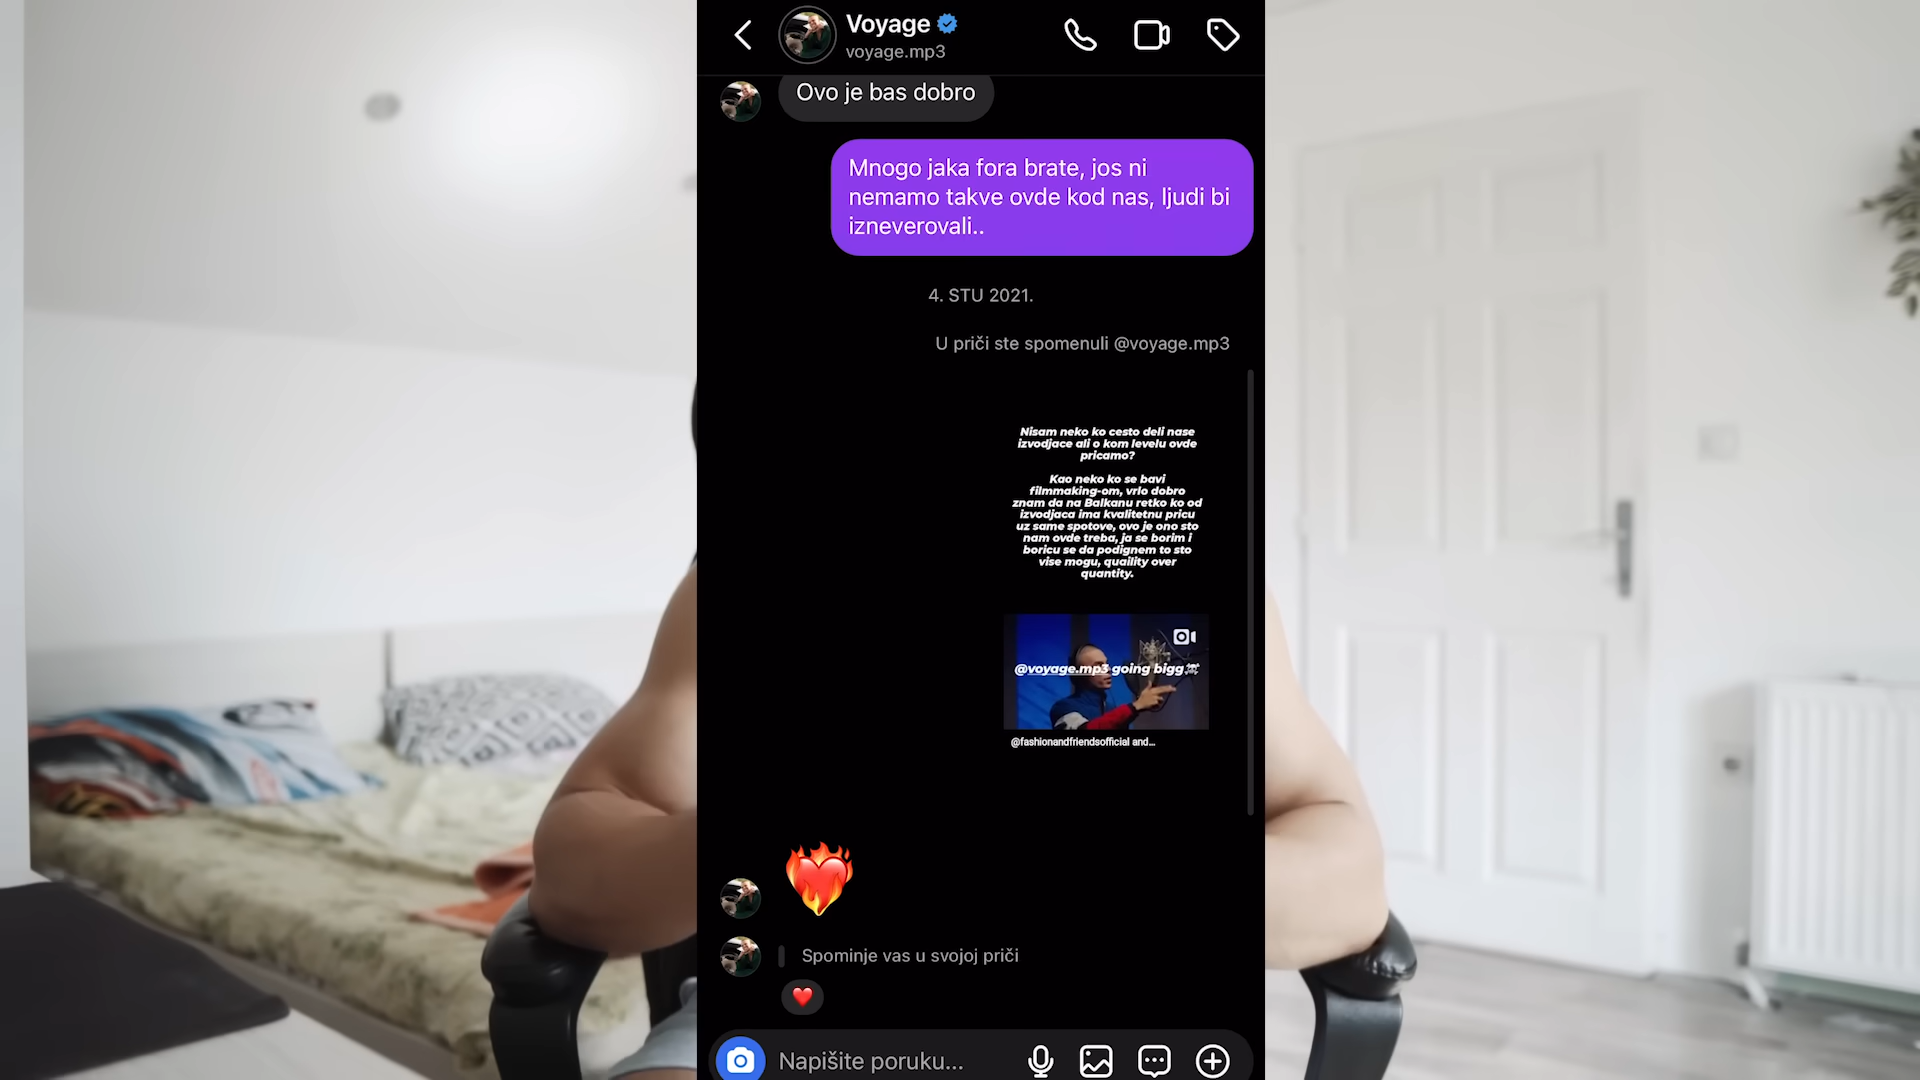 Voyage
voyage.mp3
Ovo je bas dobro
Mnogo jaka fora brate, jos ni
nemamo takve ovde kod nas, ljudi bi
izneverovali..
4. STU 2021.
U priči ste spomenuli @voyage.mp3
Nisam neko ko cesto deli nase
izvodjace ali o kom levelu ovde
pricamo?
Kao neko ko se bavi
filmmaking-om, vrlo dobro
znam da na Balkanu retko ko od
izvodjaca ima kvalitetnu pricu
uz same spotove, ovo je ono sto
nam ovde treba, ja se borim i
boricu se da podignem to sto
vise mogu, quaility over
quantity.
@voyage.mp3 going bigg
@fashionandfriendsofficial and...
Spominje vas u svojoj priči
Napišite poruku...